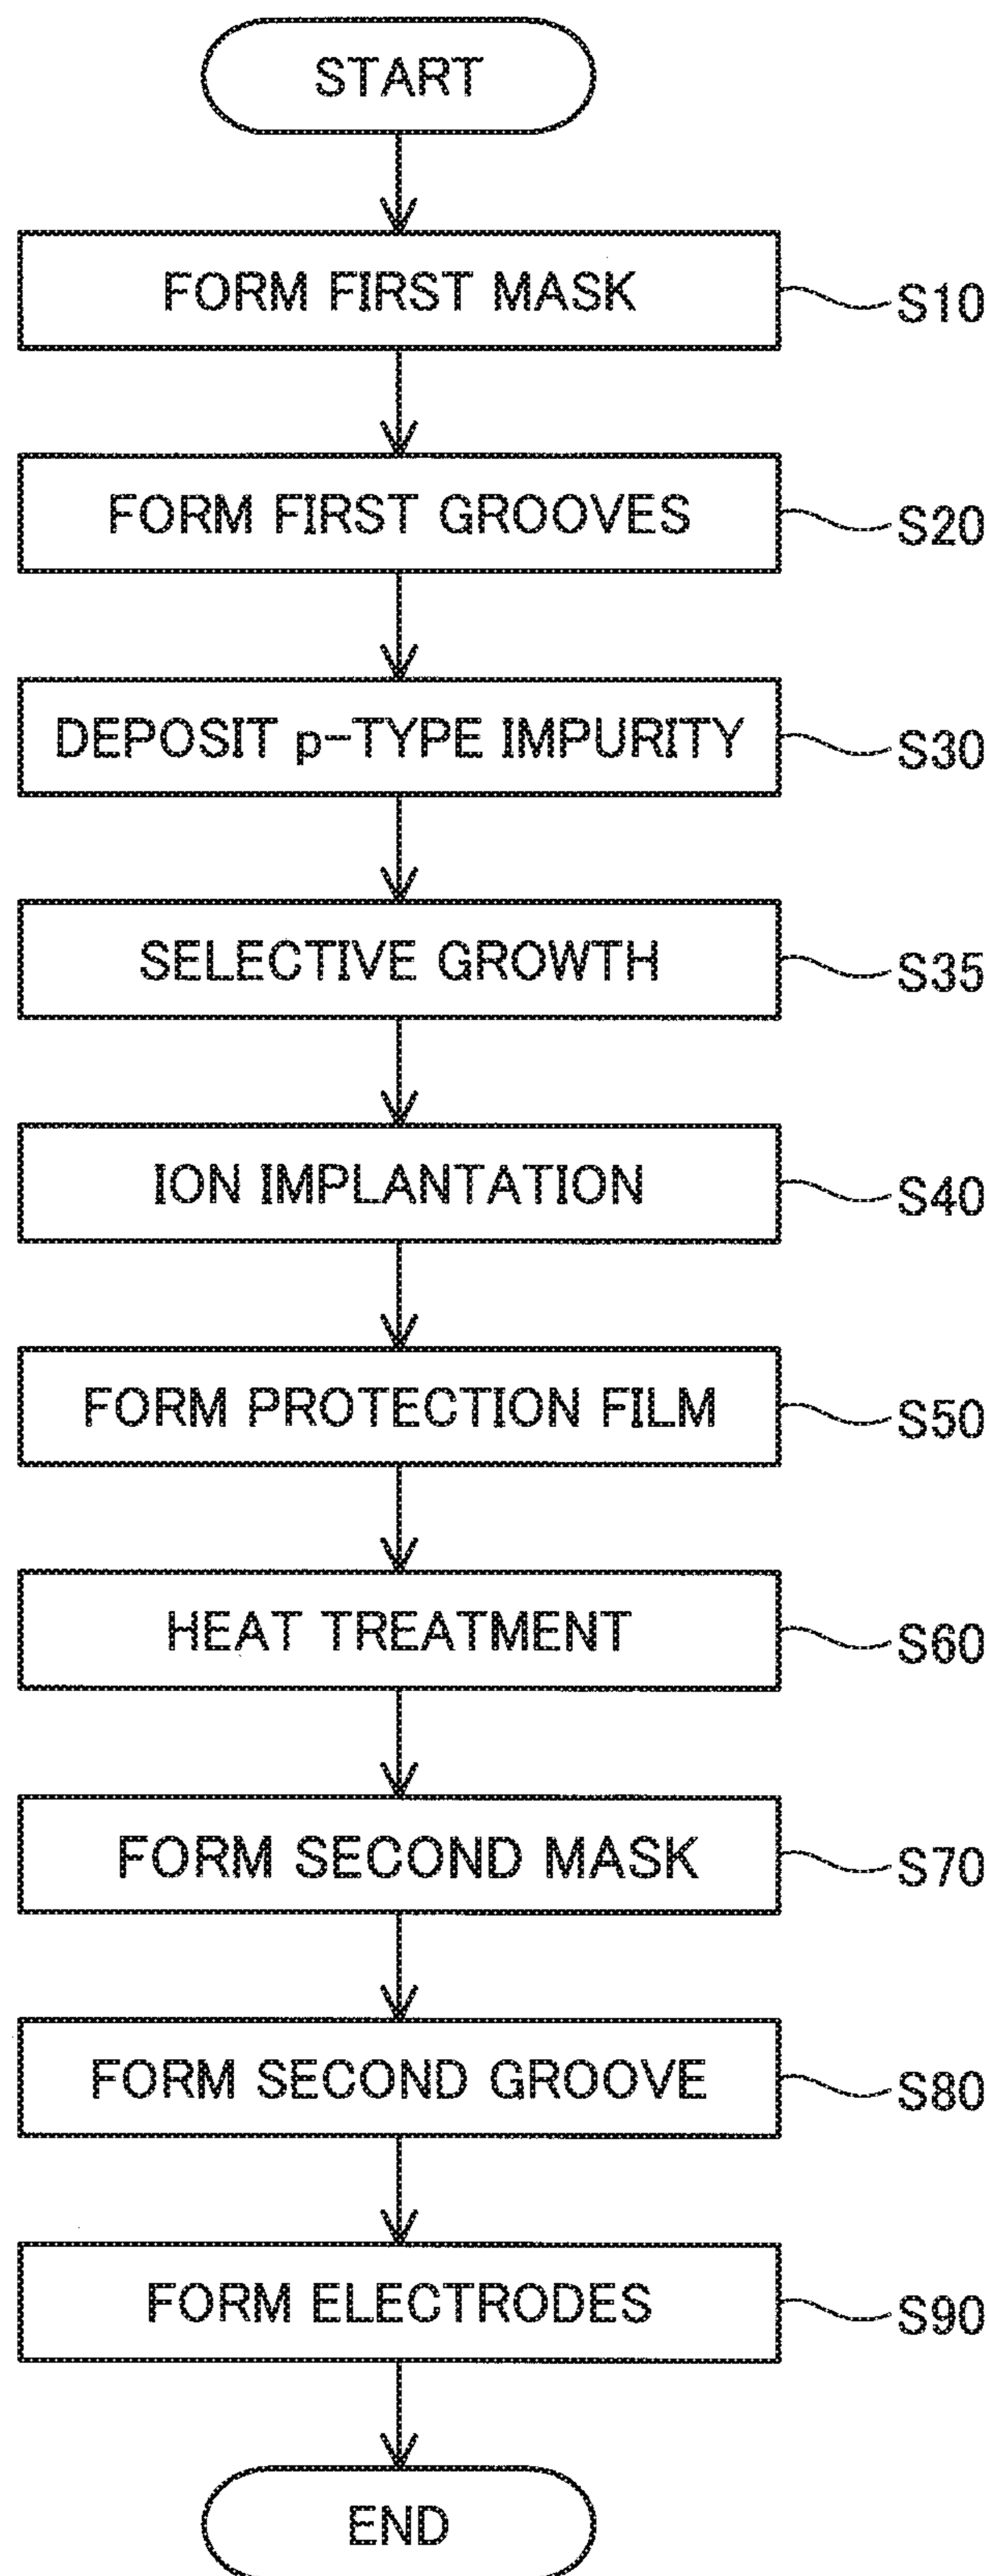 START
FORM FIRST MASK
S10
FORM FIRST GROOVES
S20
DEPOSIT p-TYPE IMPURITY
S30
SELECTIVE GROWTH
S35
ION IMPLANTATION
S40
FORM PROTECTION FILM
S50
HEAT TREATMENT
S60
FORM SECOND MASK
S70
FORM SECOND GROOVE
S80
FORM ELECTRODES
S90
END